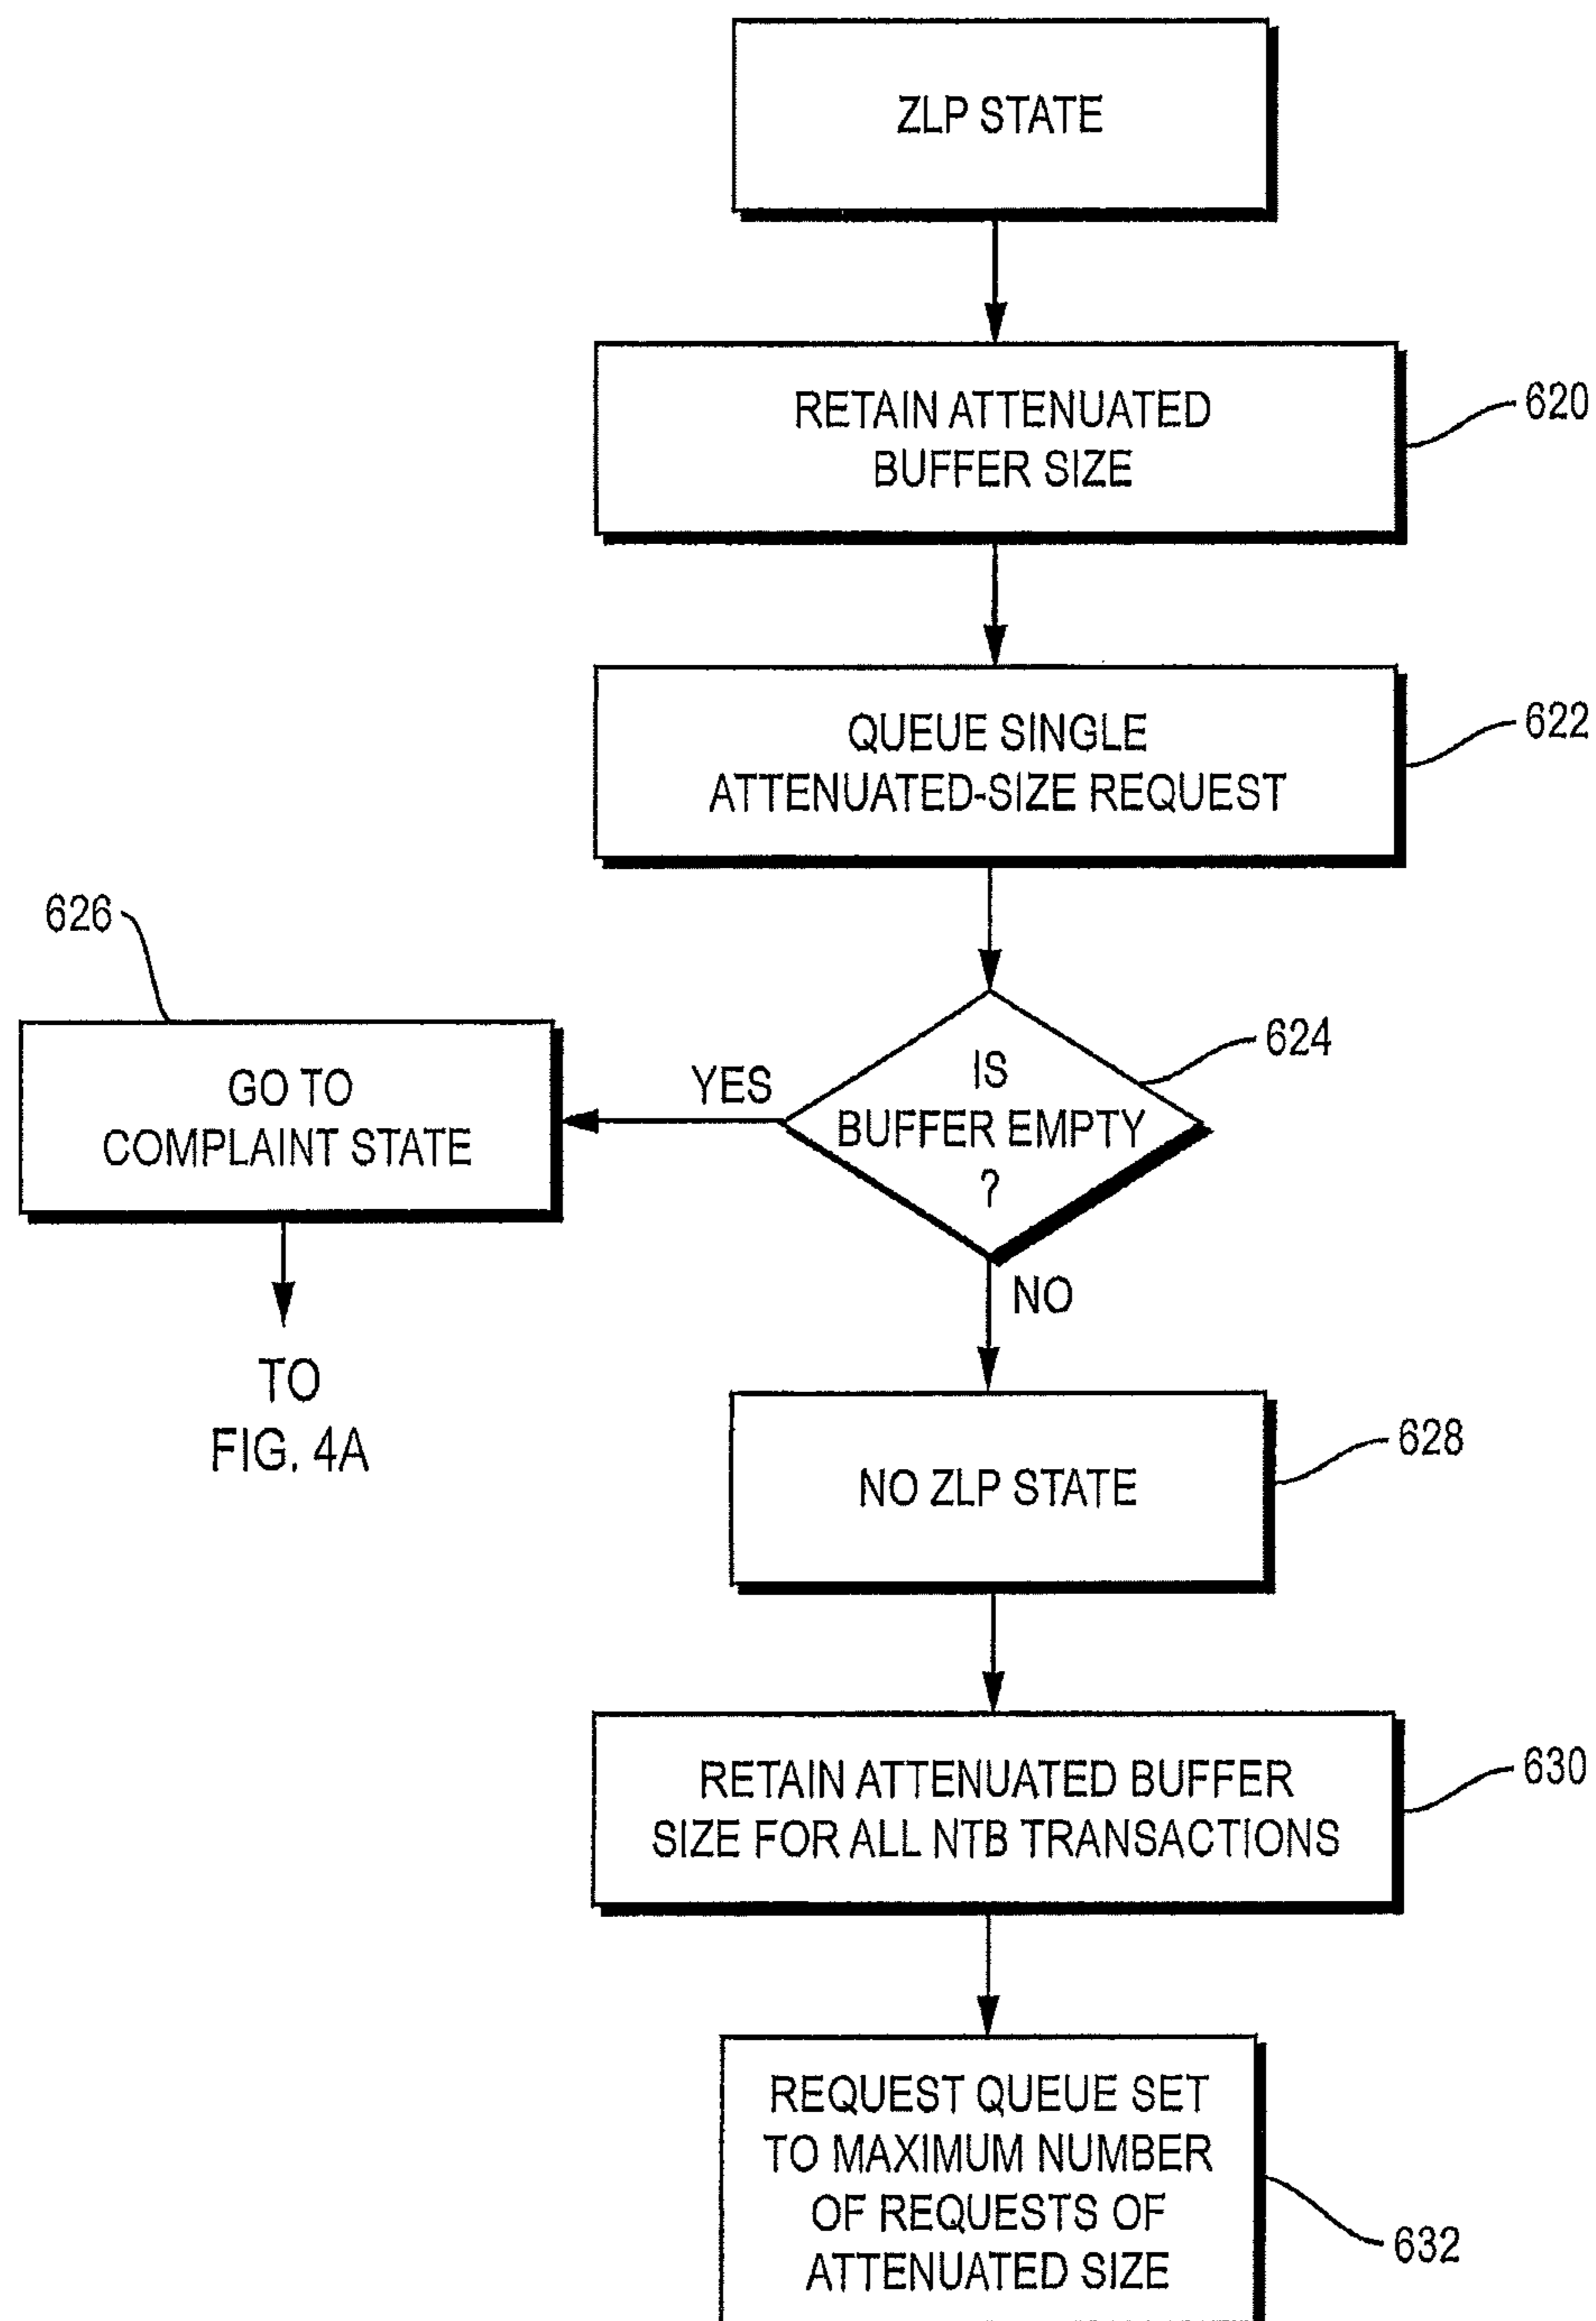 ZLP STATE
RETAIN ATTENUATED
BUFFER SIZE
620
QUEUE SINGLE
ATTENUATED-SIZE REQUEST
622
626
GO TO
COMPLAINT STATE
YES
IS
BUFFER EMPTY
?
624
NO
TO
FIG. 4A
NO ZLP STATE
628
RETAIN ATTENUATED BUFFER
SIZE FOR ALL NTB TRANSACTIONS
630
REQUEST QUEUE SET
TO MAXIMUM NUMBER
OF REQUESTS OF
ATTENUATED SIZE
632